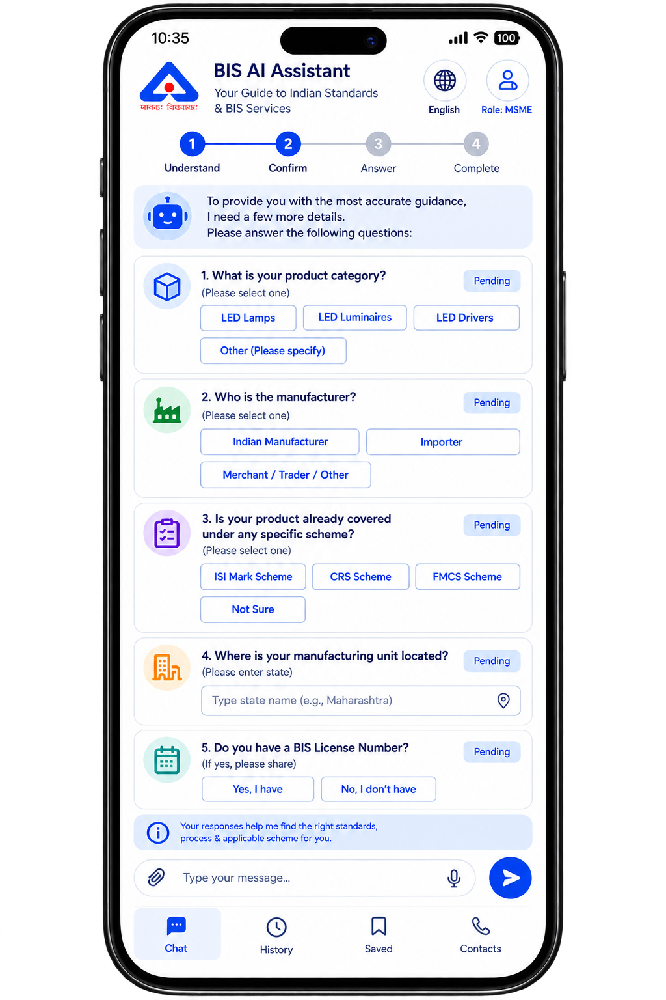 10:35
100
BIS AI Assistant
Your Guide to Indian Standards
& BIS Services
English
Role: MSME
1
2
3
4
Understand
Confirm
Answer
Complete
To provide you with the most accurate guidance,
I need a few more details.
Please answer the following questions:
1. What is your product category?
Pending
(Please select one)
LED Lamps
LED Luminaires
LED Drivers
Other (Please specify)
2. Who is the manufacturer?
Pending
(Please select one)
Indian Manufacturer
Importer
Merchant / Trader / Other
3. Is your product already covered
under any specific scheme?
Pending
(Please select one)
ISI Mark Scheme
CRS Scheme
FMCS Scheme
Not Sure
4. Where is your manufacturing unit located?
Pending
(Please enter state)
Type state name (e.g., Maharashtra)
5. Do you have a BIS License Number?
Pending
(If yes, please share)
Yes, I have
No, I don't have
Your responses help me find the right standards,
process & applicable scheme for you.
Type your message...
Chat
History
Saved
Contacts